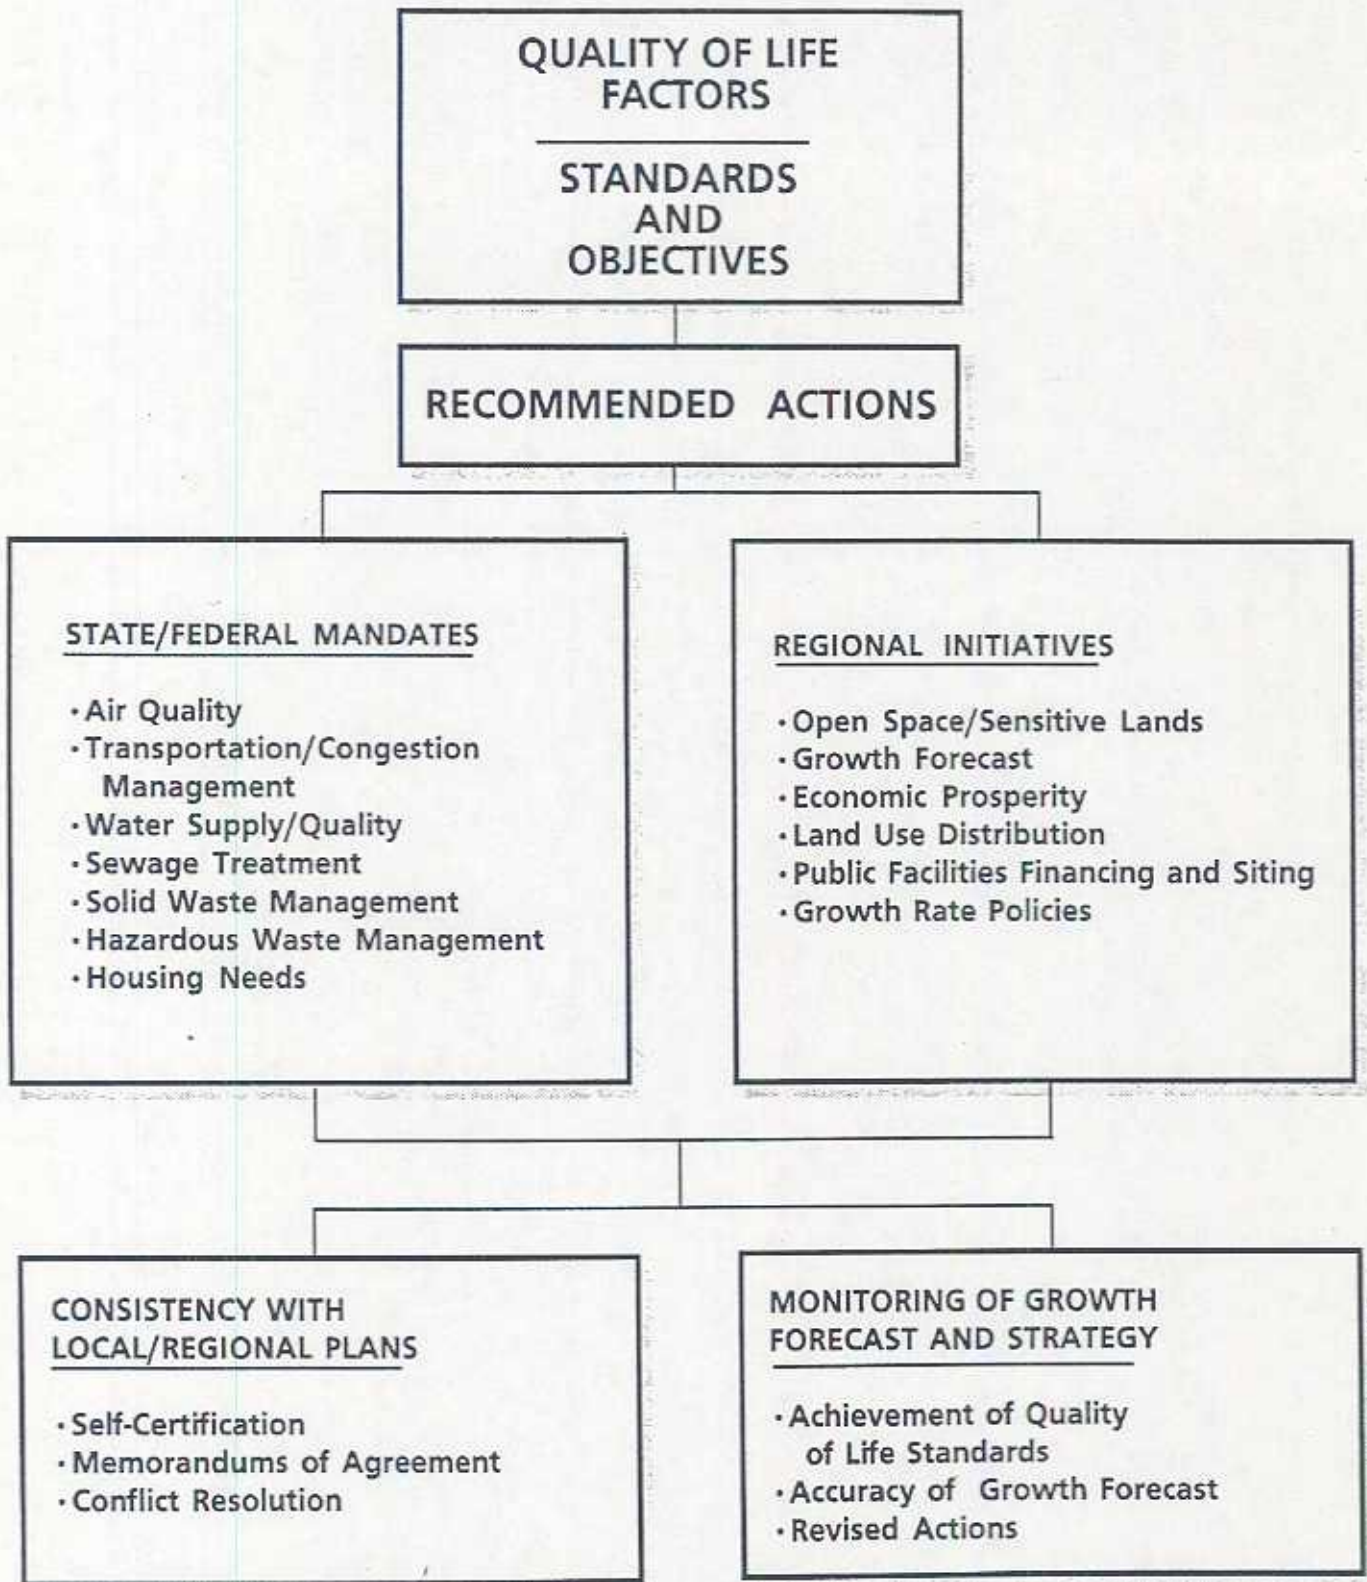 QUALITY OF LIFE
FACTORS
STANDARDS
AND
OBJECTIVES
RECOMMENDED ACTIONS
STATE/FEDERAL MANDATES
·Air Quality
·Transportation/Congestion
Management
·Water Supply/Quality
·Sewage Treatment
·Solid Waste Management
·Hazardous Waste Management
·Housing Needs
REGIONAL INITIATIVES
·Open Space/Sensitive Lands
·Growth Forecast
·Economic Prosperity
·Land Use Distribution
·Public Facilities Financing and Siting
·Growth Rate Policies
CONSISTENCY WITH
LOCAL/REGIONAL PLANS
·Self-Certification
·Memorandums of Agreement
·Conflict Resolution
MONITORING OF GROWTH
FORECAST AND STRATEGY
·Achievement of Quality
of Life Standards
·Accuracy of Growth Forecast
·Revised Actions